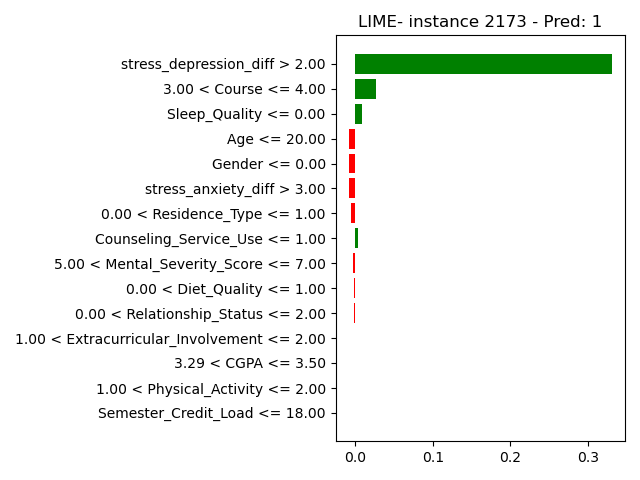 LIME- instance 2173 - Pred: 1
stress_depression_diff > 2.00
3.00 < Course <= 4.00
Sleep_Quality <= 0.00
Age <= 20.00
Gender <= 0.00
stress_anxiety_diff > 3.00
0.00 < Residence_Type <= 1.00
Counseling_Service_Use <= 1.00
5.00 < Mental_Severity_Score <= 7.00
0.00 < Diet_Quality <= 1.00
0.00 < Relationship_Status <= 2.00
1.00 < Extracurricular_Involvement <= 2.00
3.29 < CGPA <= 3.50
1.00 < Physical_Activity <= 2.00
Semester_Credit_Load <= 18.00
0.0 0.1 0.2 0.3